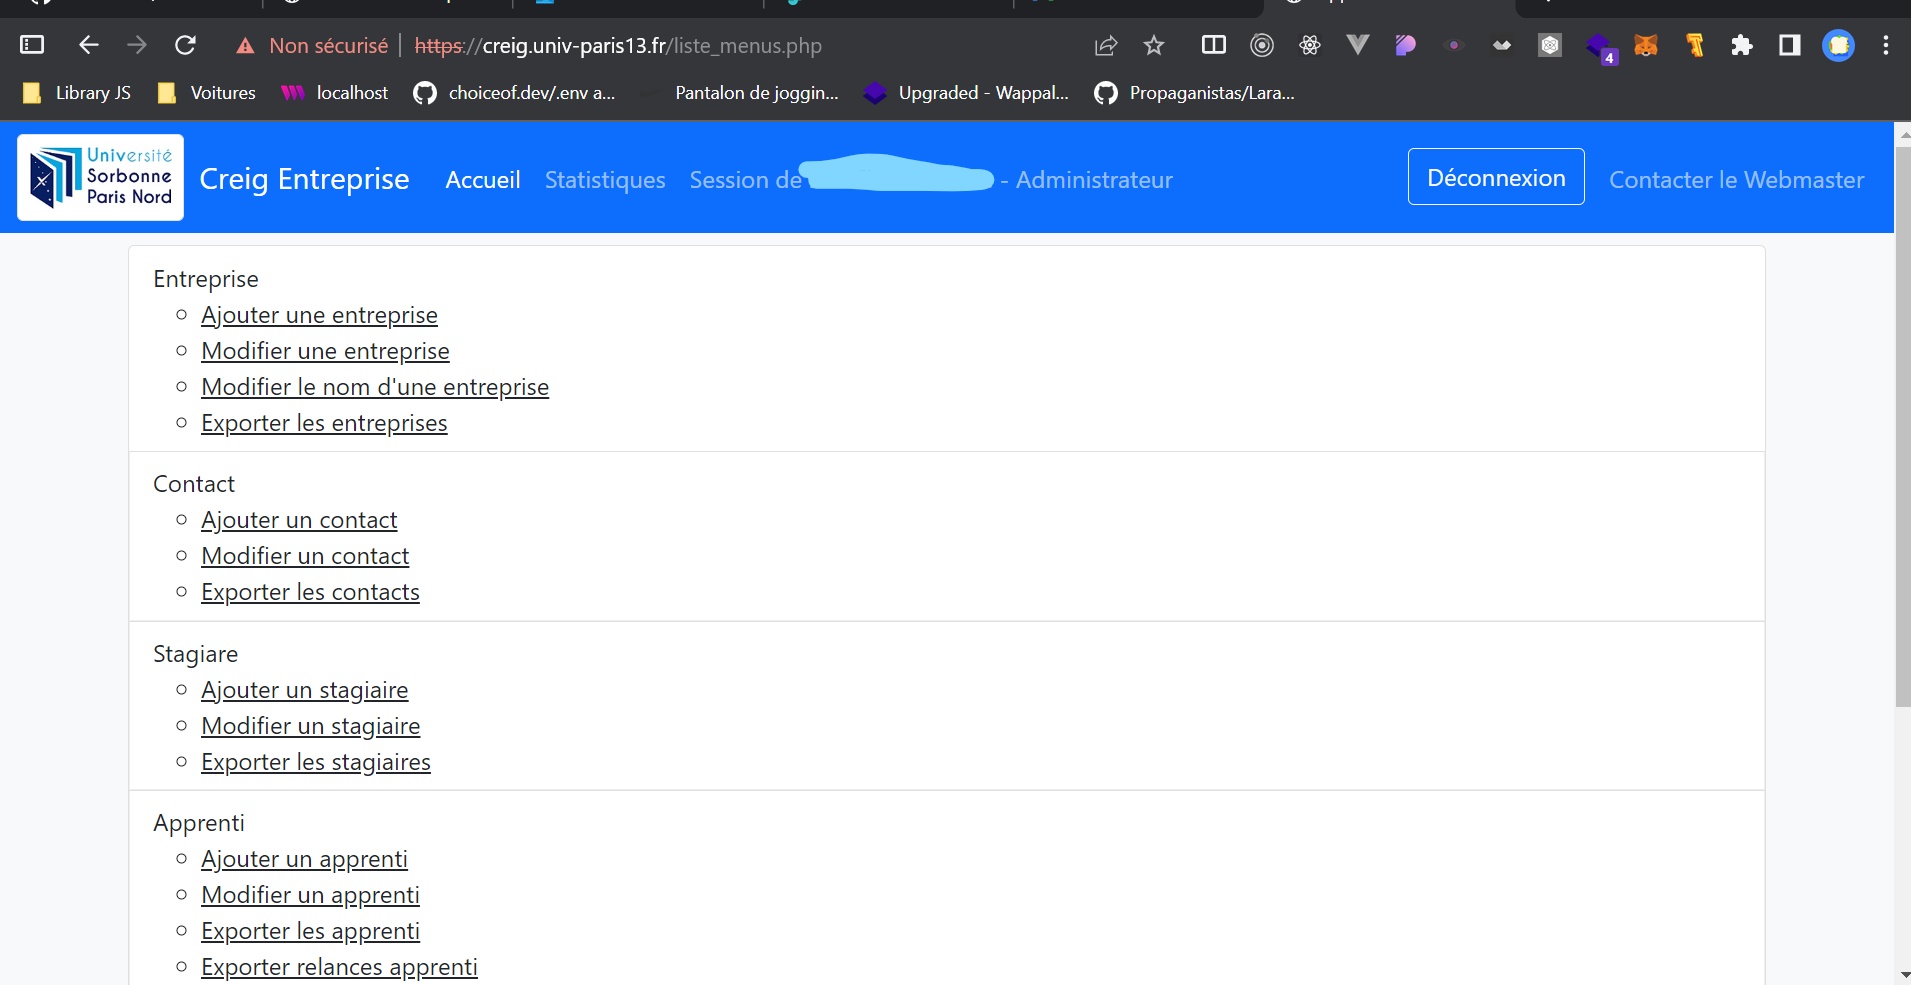 Non sécurisé https://creig.univ-paris13.fr/liste_menus.php
4
Library JS Voitures localhost choiceof.dev/.env a... Pantalon de joggin... Upgraded - Wappal... Propaganistas/Lara...
Université
Sorbonne
Paris Nord
Creig Entreprise Accueil Statistiques Session de - Administrateur Déconnexion Contacter le Webmaster
Entreprise
Ajouter une entreprise
Modifier une entreprise
Modifier le nom d'une entreprise
Exporter les entreprises
Contact
Ajouter un contact
Modifier un contact
Exporter les contacts
Stagiare
Ajouter un stagiaire
Modifier un stagiaire
Exporter les stagiaires
Apprenti
Ajouter un apprenti
Modifier un apprenti
Exporter les apprenti
Exporter relances apprenti